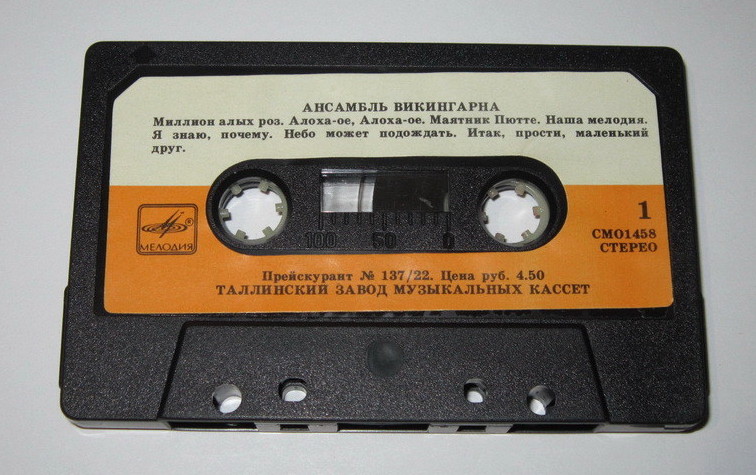 АНСАМБЛЬ ВИКИНГАРНА
Миллион алых роз. Алоха-ое, Алоха-ое. Маятник Пютте. Наша мелодия.
Я знаю, почему. Небо может подождать. Итак, прости, маленький
друг.
МЕЛОДИЯ
100 50 0
1
СМ01458
СТЕРЕО
Прейскурант № 137/22. Цена руб. 4.50
ТАЛЛИНСКИЙ ЗАВОД МУЗЫКАЛЬНЫХ КАССЕТ